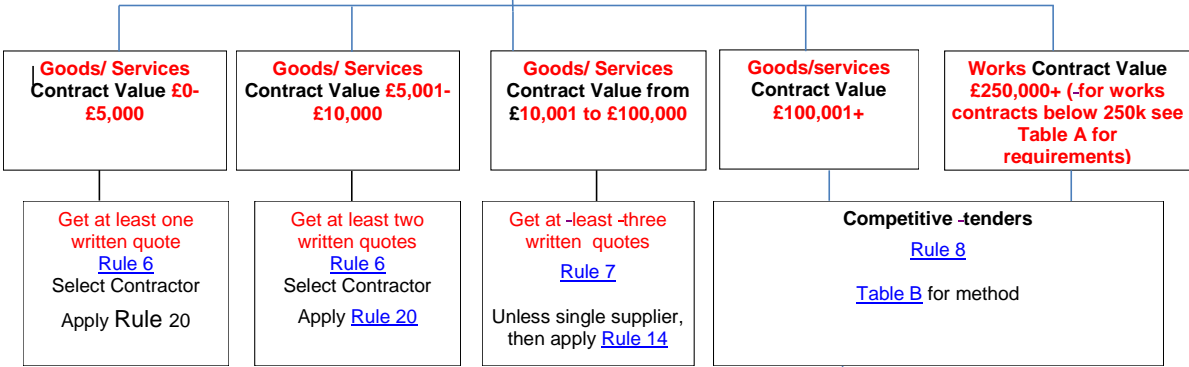 Goods/ Services
Contract Value £0-
£5,000
Goods/ Services
Contract Value £5,001-
£10,000
Goods/ Services
Contract Value from
£10,001 to £100,000
Goods/services
Contract Value
£100,001+
Works Contract Value
£250,000+ (-for works
contracts below 250k see
Table A for
requirements)
Get at least one
written quote
Rule 6
Select Contractor
Apply Rule 20
Get at least two
written quotes
Rule 6
Select Contractor
Apply Rule 20
Get at -least -three
written quotes
Rule 7
Unless single supplier,
then apply Rule 14
Competitive -tenders
Rule 8
Table B for method